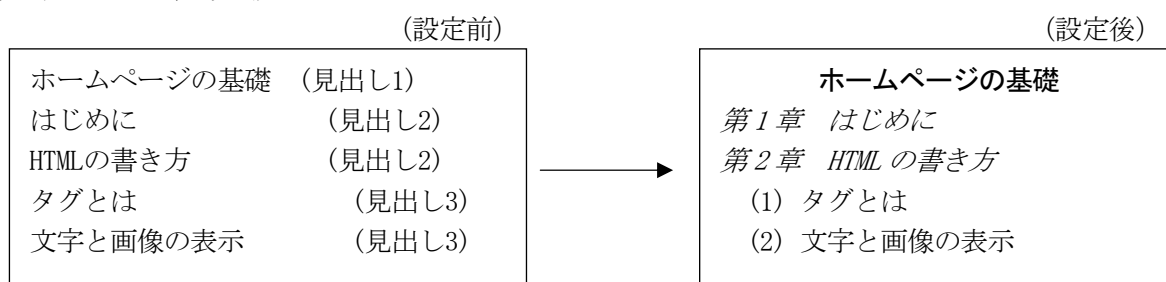 (設定前)
ホームページの基礎 (見出し1)
はじめに (見出し2)
HTMLの書き方 (見出し2)
タグとは (見出し3)
文字と画像の表示 (見出し3)
(設定後)
ホームページの基礎
第1章 はじめに
第2章 HTMLの書き方
(1) タグとは
(2) 文字と画像の表示